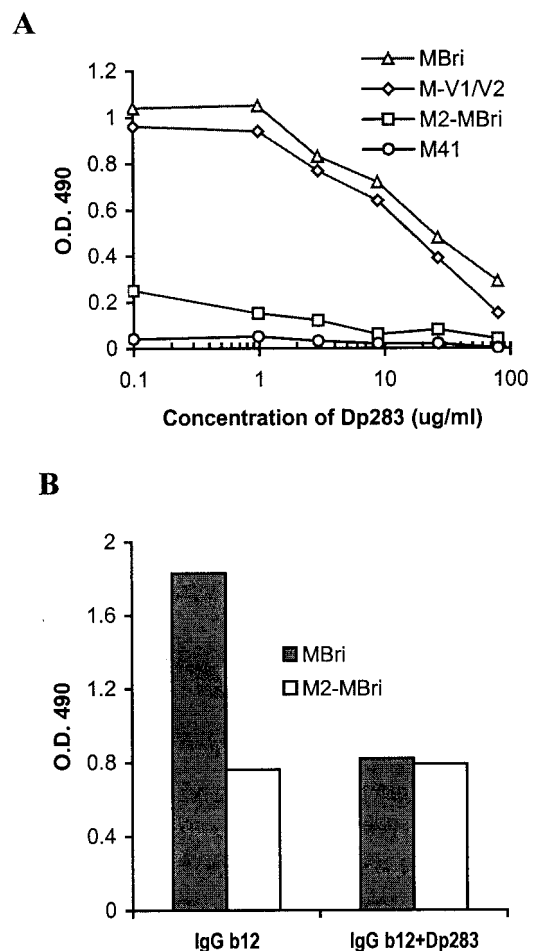 A
MBri
M-V1/V2
M2-MBri
M41
1.2
1
0.8
0.6
0.4
0.2
0
O.D. 490
0.1
1
10
100
Concentration of Dp283 (ug/ml)
B
2
1.6
1.2
0.8
0.4
0
O.D. 490
MBri
M2-MBri
IgG b12
IgG b12+Dp283